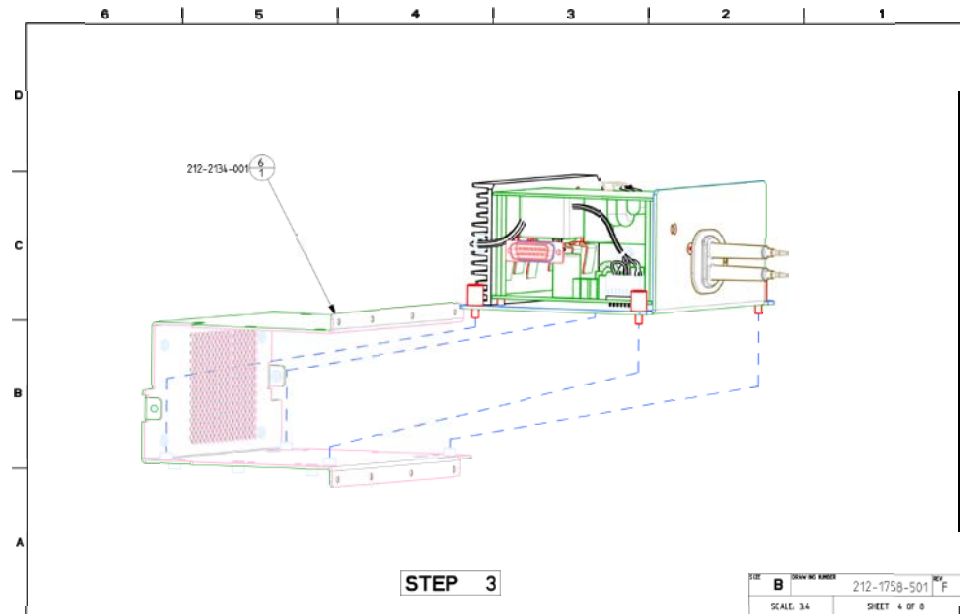 6 5 4 3 2 1
D
212-2134-001 6
1
C
B
A
STEP 3
SIZE DRAWING NUMBER REV
B 212-1758-501 F
SCALE: 3.4 SHEET 4 OF 8